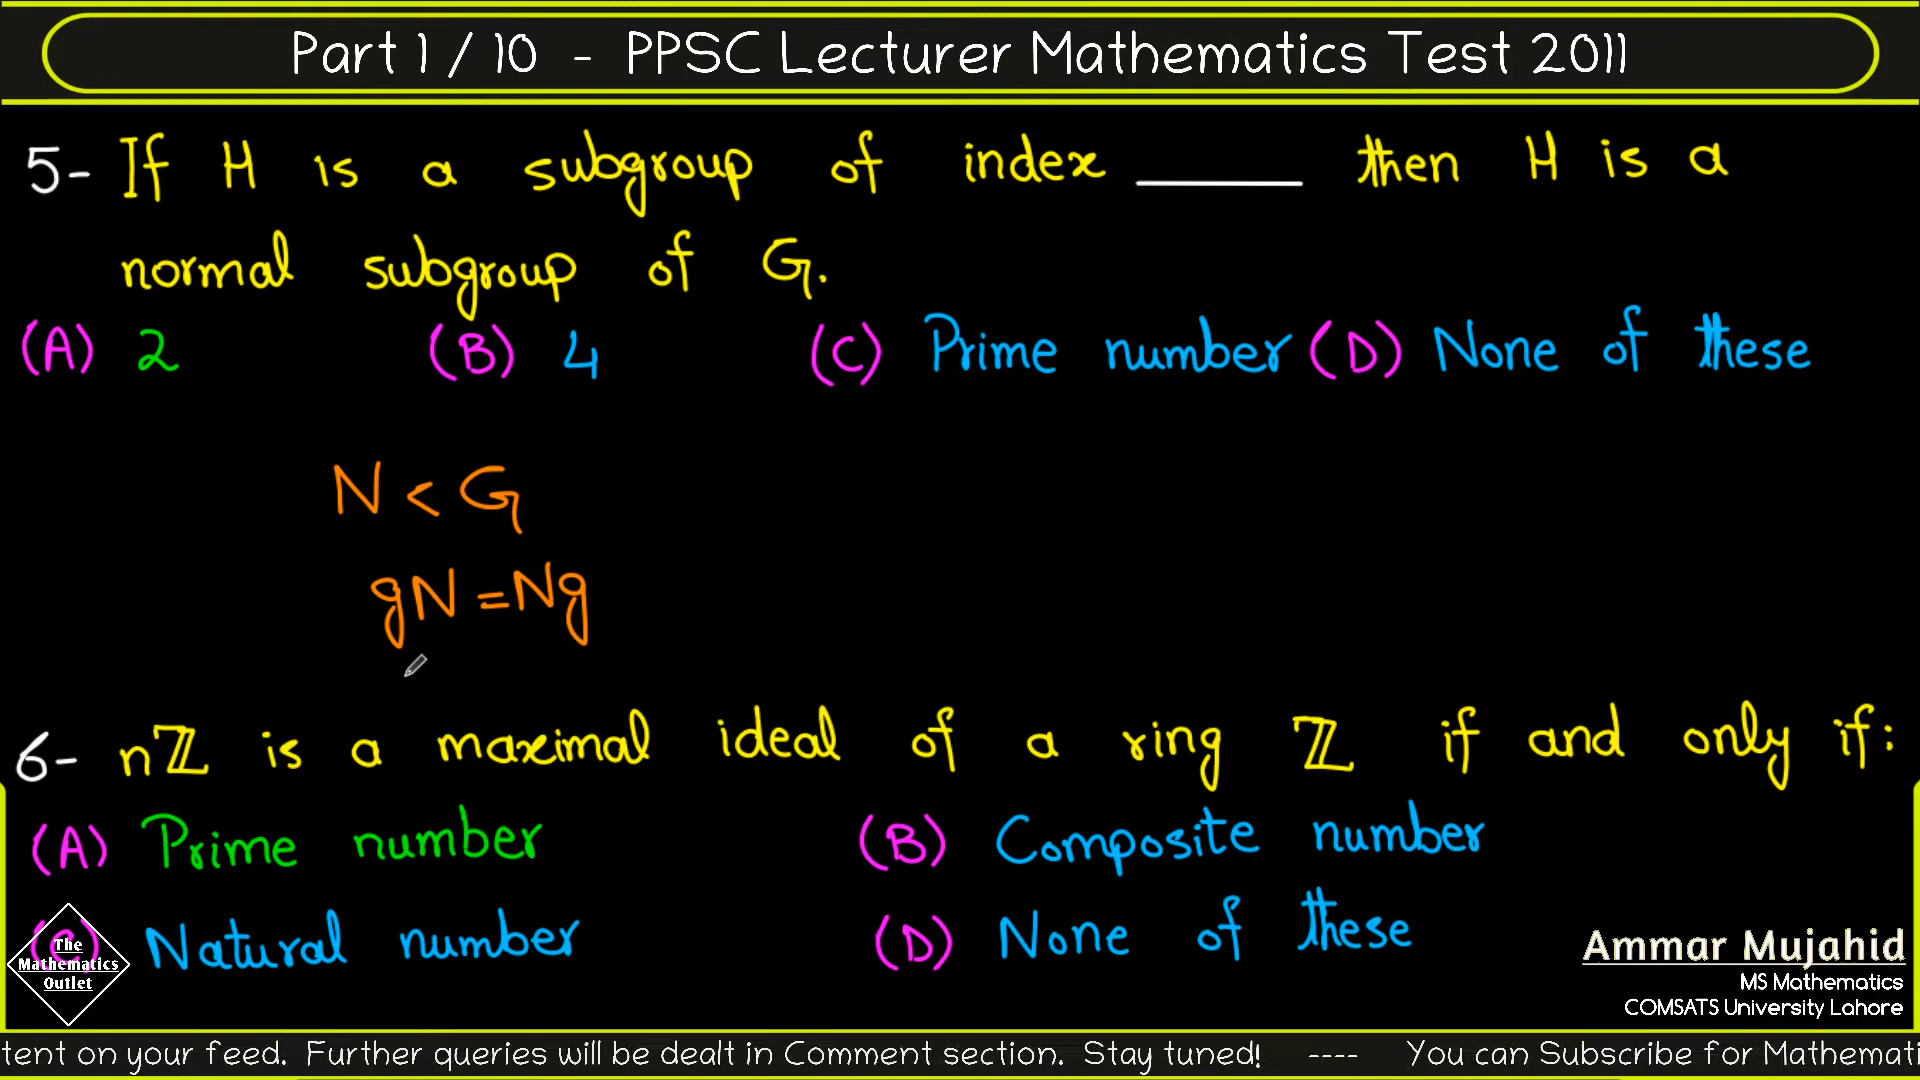 Part 1 / 10 - PPSC Lecturer Mathematics Test 2011
5- If H is a subgroup of index ______ then H is a
normal subgroup of G.
(A) 2 (B) 4 (C) Prime number (D) None of these
N < G
gN = Ng
6- nℤ is a maximal ideal of a ring ℤ if and only if:
(A) Prime number (B) Composite number
(C) Natural number (D) None of these
The
Mathematics
Outlet
Ammar Mujahid
MS Mathematics
COMSATS University Lahore
tent on your feed. Further queries will be dealt in Comment section. Stay tuned! ---- You can Subscribe for Mathemati